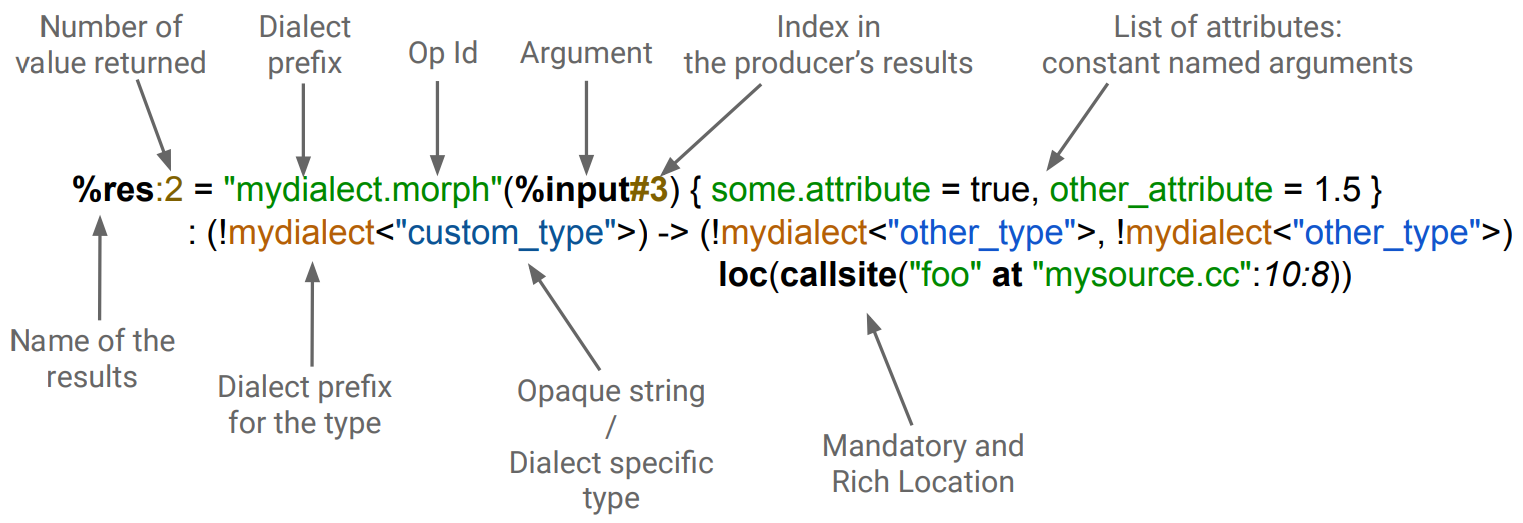 Number of
value returned
Dialect
prefix
Op Id
Argument
Index in
the producer’s results
List of attributes:
constant named arguments
%res:2 = "mydialect.morph"(%input#3) { some.attribute = true, other_attribute = 1.5 }
: (!mydialect<"custom_type">) -> (!mydialect<"other_type">, !mydialect<"other_type">)
loc(callsite("foo" at "mysource.cc":10:8))
Name of the
results
Dialect prefix
for the type
Opaque string
/
Dialect specific
type
Mandatory and
Rich Location